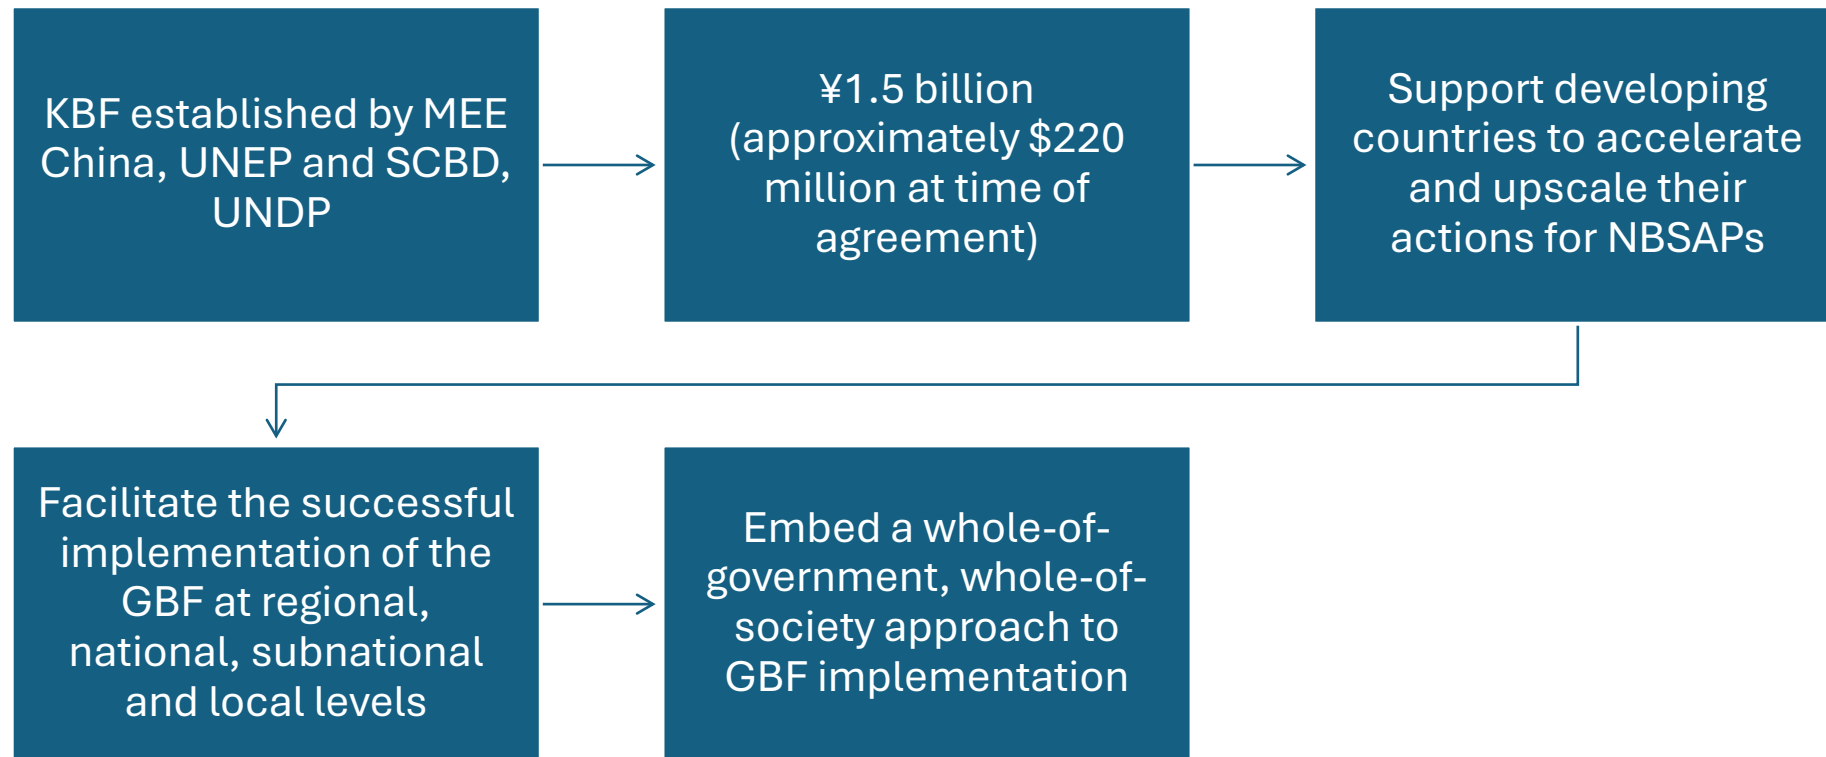 KBF established by MEE
China, UNEP and SCBD,
UNDP
¥1.5 billion
(approximately $220
million at time of
agreement)
Support developing
countries to accelerate
and upscale their
actions for NBSAPs
Facilitate the successful
implementation of the
GBF at regional,
national, subnational
and local levels
Embed a whole-of-
government, whole-of-
society approach to
GBF implementation